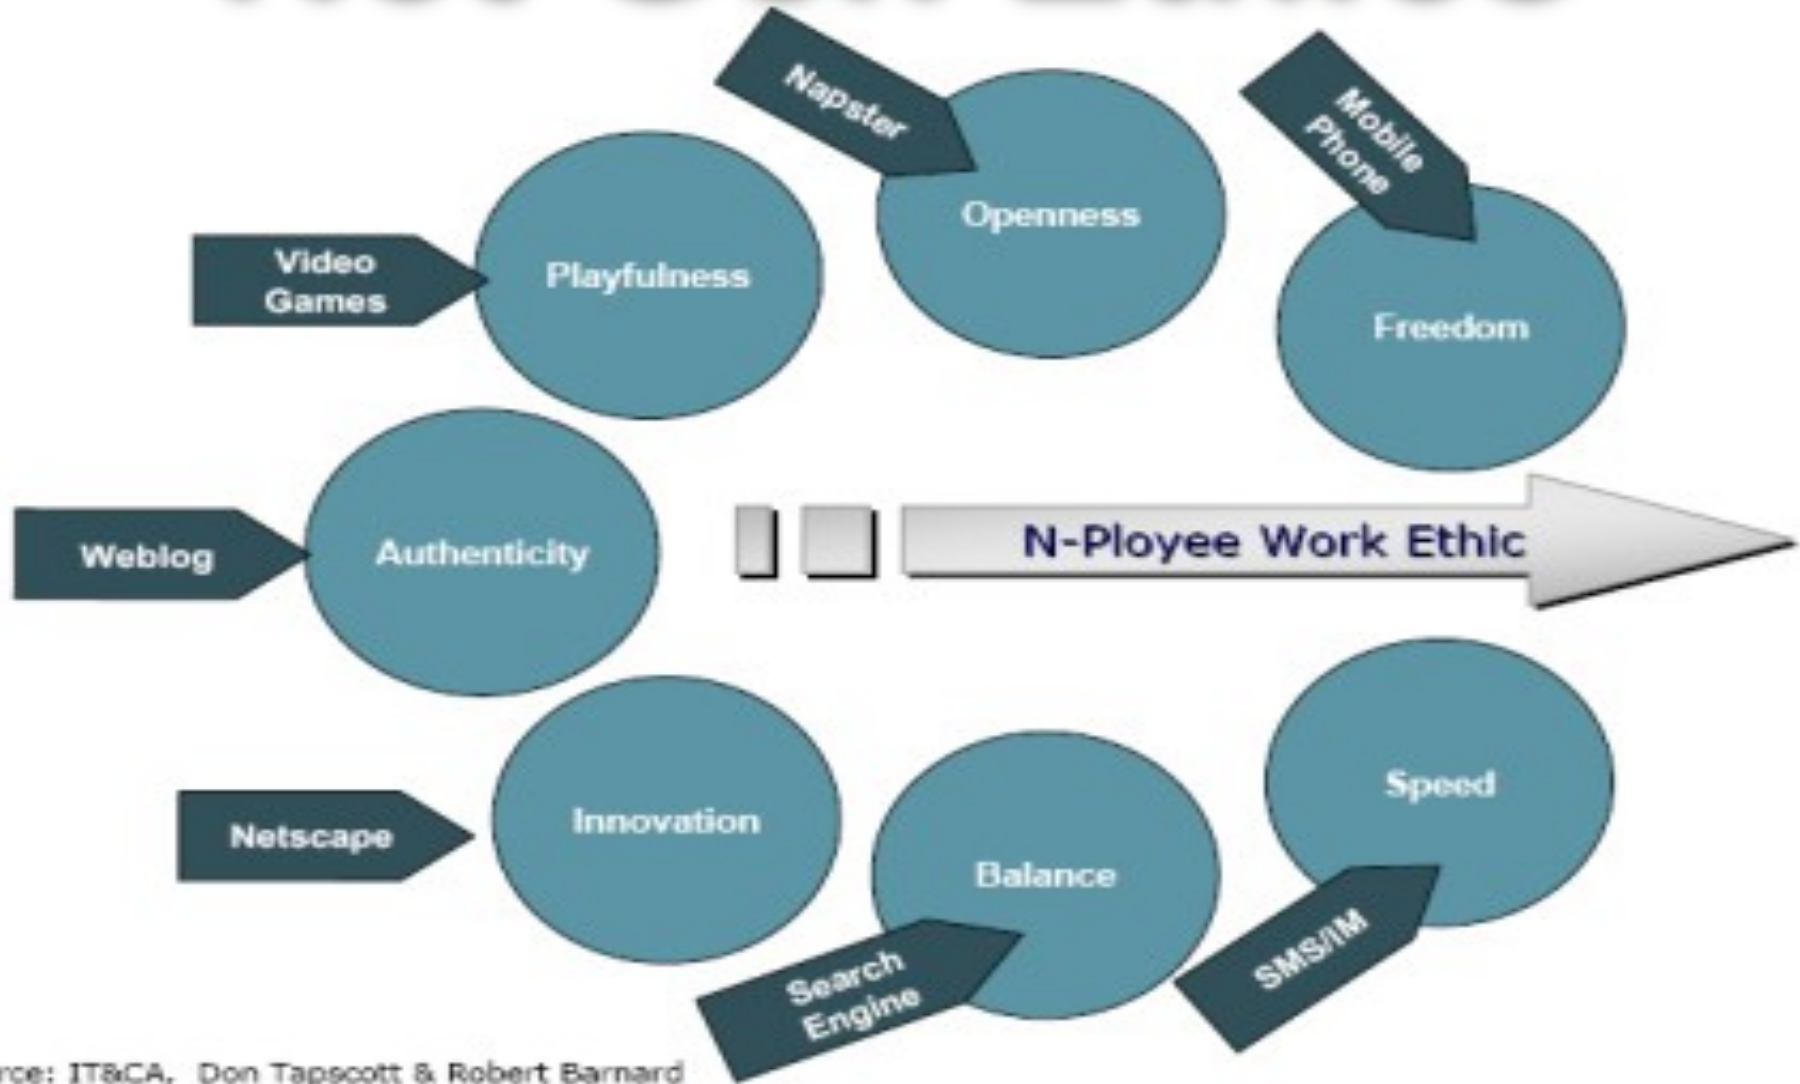 Napster
Mobile
Phone
Openness
Video
Games
Playfulness
Freedom
Weblog
Authenticity
N-Ployee Work Ethic
Netscape
Innovation
Speed
Balance
Search
Engine
SMS/IM
rce: IT&CA, Don Tapscott & Robert Barnard